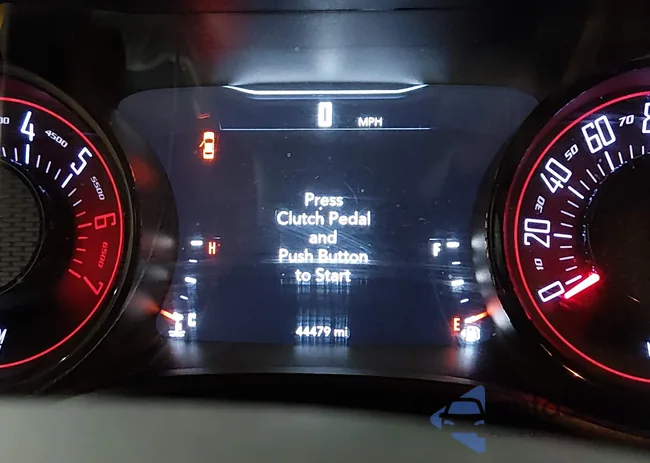 0 MPH
Press
Clutch Pedal
and
Push Button
to Start
H
F
C
E
44479 mi
4
4500
5
5500
6
6500
7
0
10
20
30
40
50
60
70